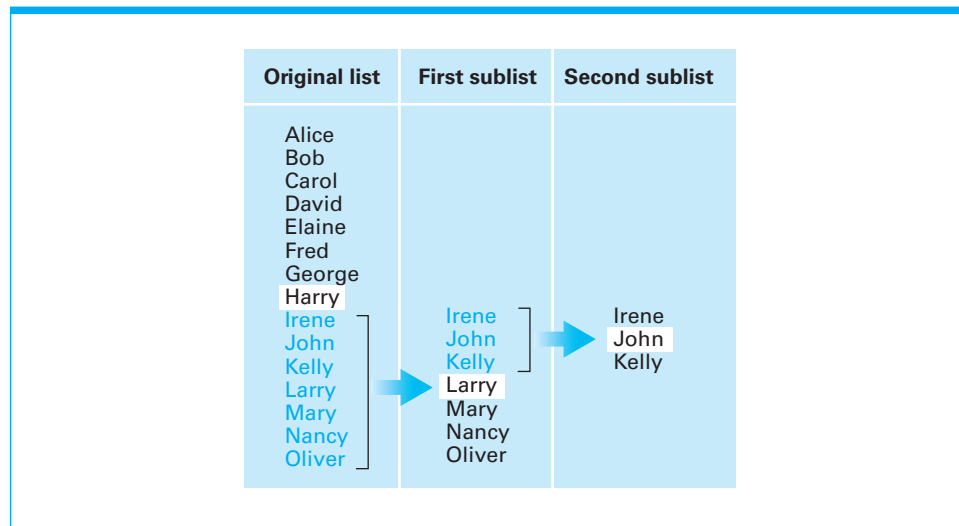 Original list
First sublist
Second sublist
Alice
Bob
Carol
David
Elaine
Fred
George
Harry
Irene
John
Kelly
Larry
Mary
Nancy
Oliver
Irene
John
Kelly
Larry
Mary
Nancy
Oliver
Irene
John
Kelly